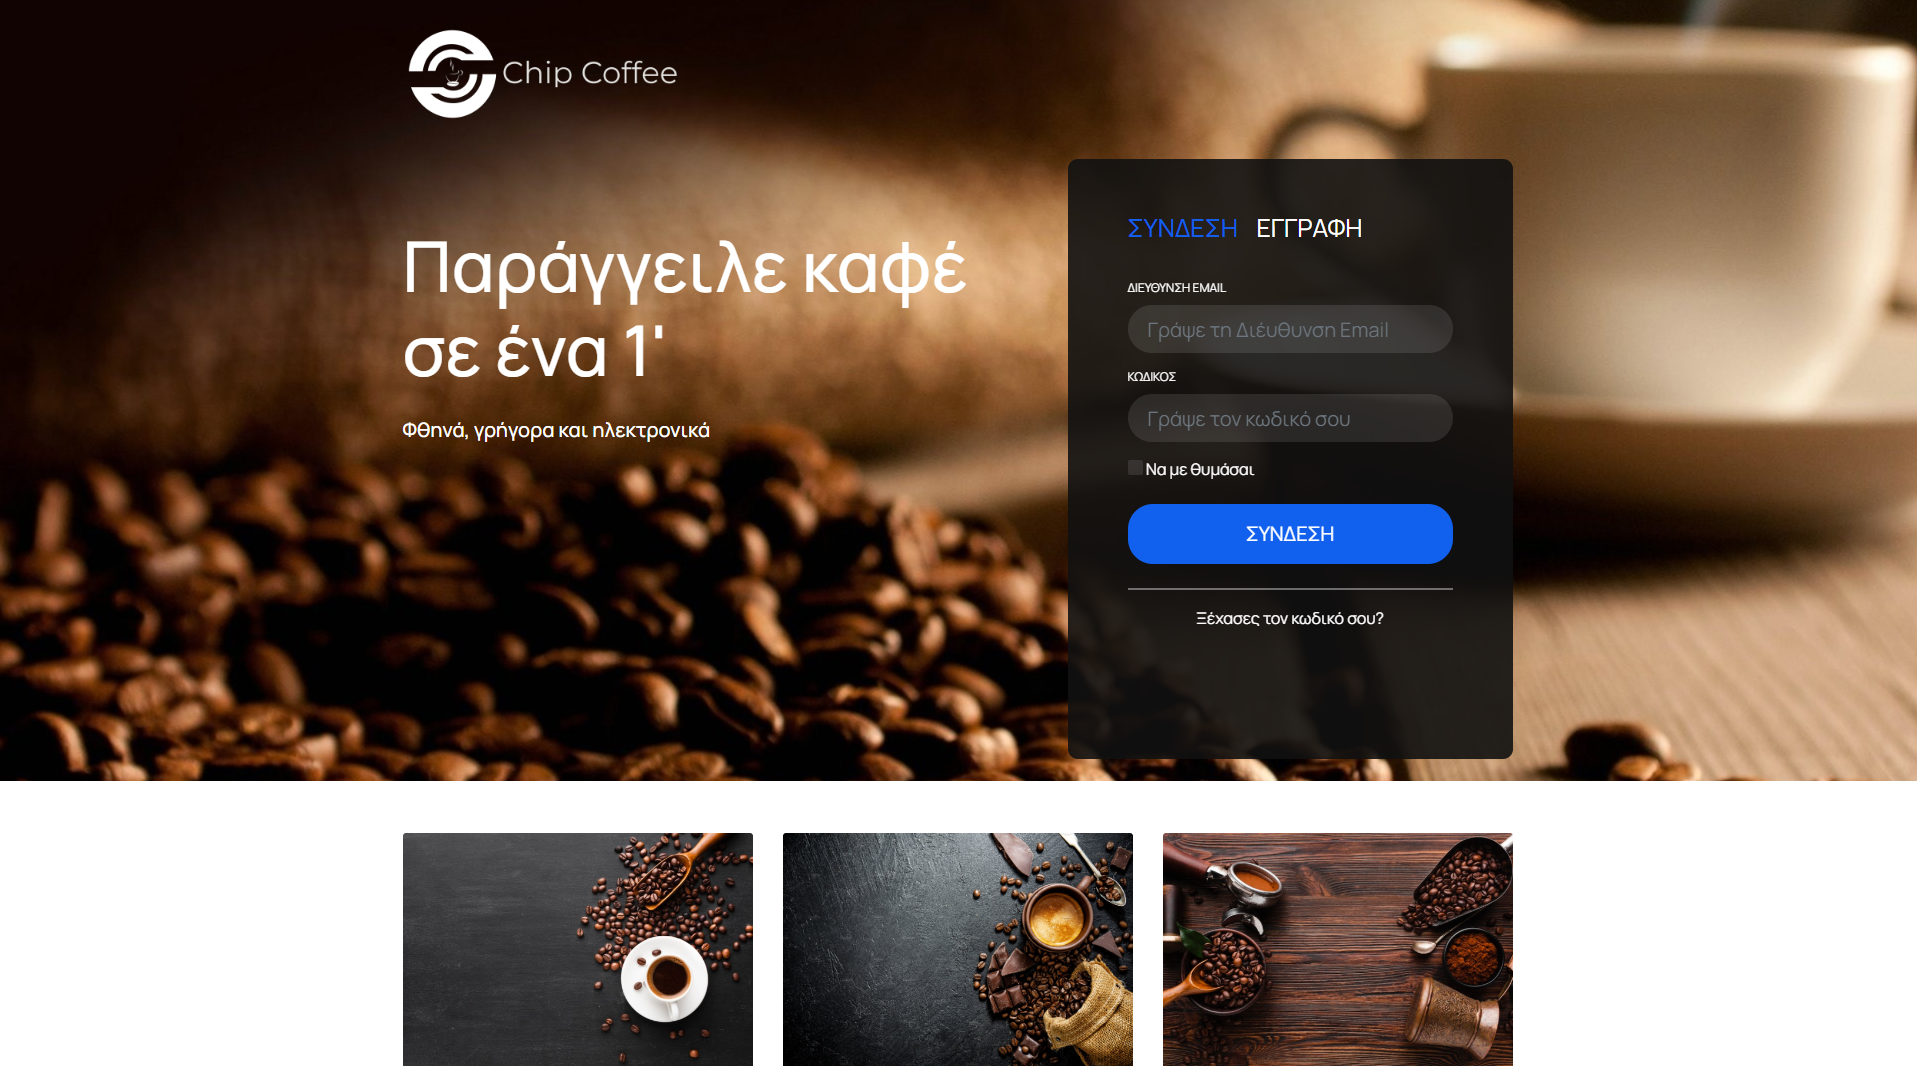 Chip Coffee
Παράγγειλε καφέ
σε ένα 1'
Φθηνά, γρήγορα και ηλεκτρονικά
ΣΥΝΔΕΣΗ ΕΓΓΡΑΦΗ
ΔΙΕΥΘΥΝΣΗ EMAIL
Γράψε τη Διέυθυνση Email
ΚΩΔΙΚΟΣ
Γράψε τον κωδικό σου
Να με θυμάσαι
ΣΥΝΔΕΣΗ
Ξέχασες τον κωδικό σου?